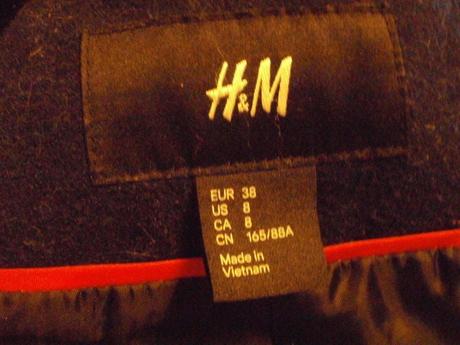 H&M
EUR 38
US 8
CA 8
CN 165/88A
Made in
Vietnam